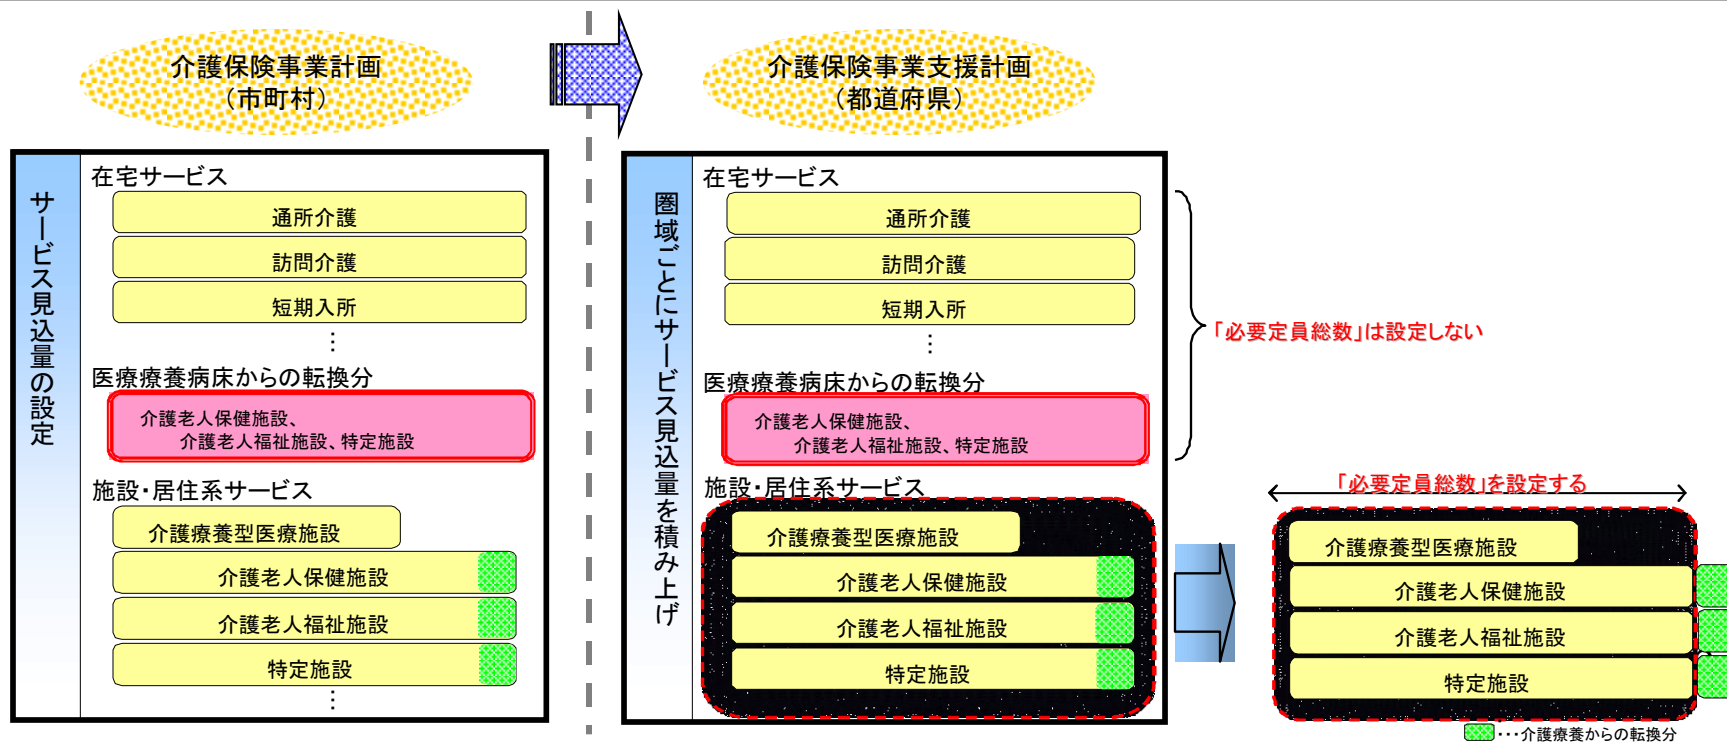 介護保険事業計画
（市町村）
介護保険事業支援計画
（都道府県）
サービス見込量の設定
在宅サービス
通所介護
訪問介護
短期入所
…
医療療養病床からの転換分
介護老人保健施設、
介護老人福祉施設、特定施設
施設・居住系サービス
介護療養型医療施設
介護老人保健施設
介護老人福祉施設
特定施設
…
圏域ごとにサービス見込量を積み上げ
在宅サービス
通所介護
訪問介護
短期入所
…
医療療養病床からの転換分
介護老人保健施設、
介護老人福祉施設、特定施設
施設・居住系サービス
介護療養型医療施設
介護老人保健施設
介護老人福祉施設
特定施設
「必要定員総数」は設定しない
「必要定員総数」を設定する
介護療養型医療施設
介護老人保健施設
介護老人福祉施設
特定施設
・・・介護療養からの転換分